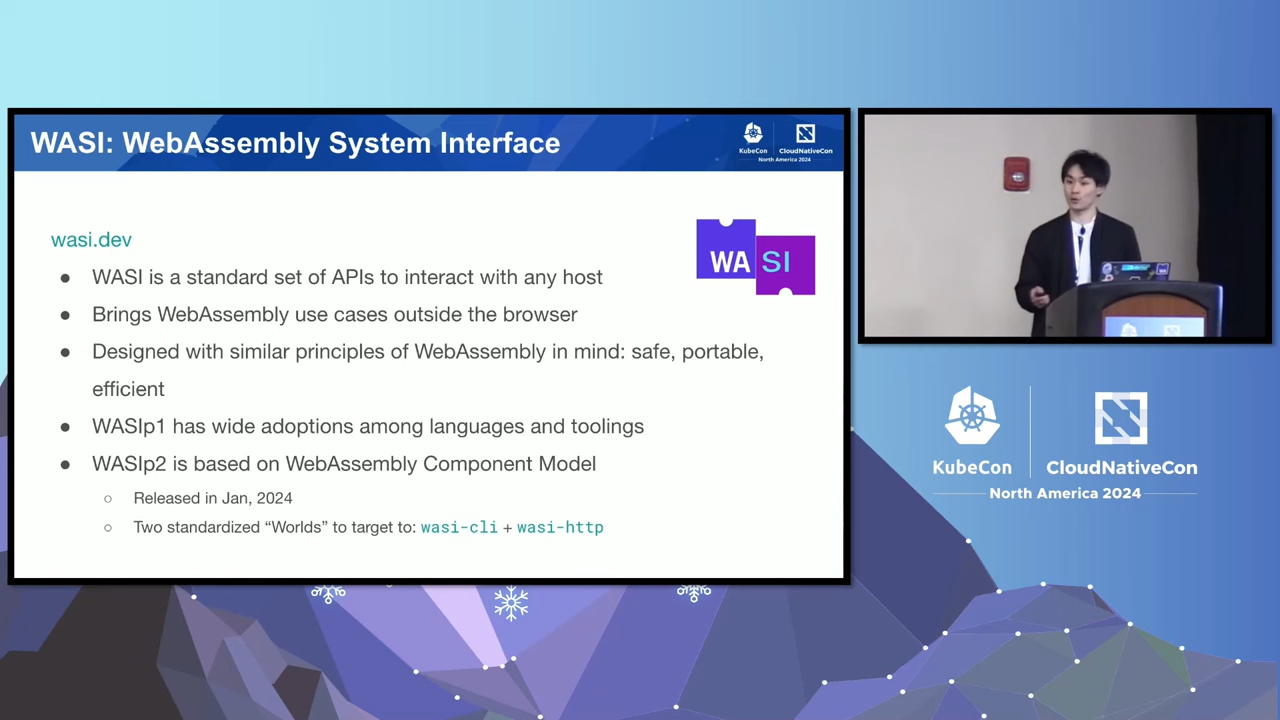 WASI: WebAssembly System Interface
KubeCon
CloudNativeCon
North America 2024
wasi.dev
WA SI
● WASI is a standard set of APIs to interact with any host
● Brings WebAssembly use cases outside the browser
● Designed with similar principles of WebAssembly in mind: safe, portable,
efficient
● WASIp1 has wide adoptions among languages and toolings
● WASIp2 is based on WebAssembly Component Model
○ Released in Jan, 2024
○ Two standardized “Worlds” to target to: wasi-cli + wasi-http
KubeCon
CloudNativeCon
North America 2024